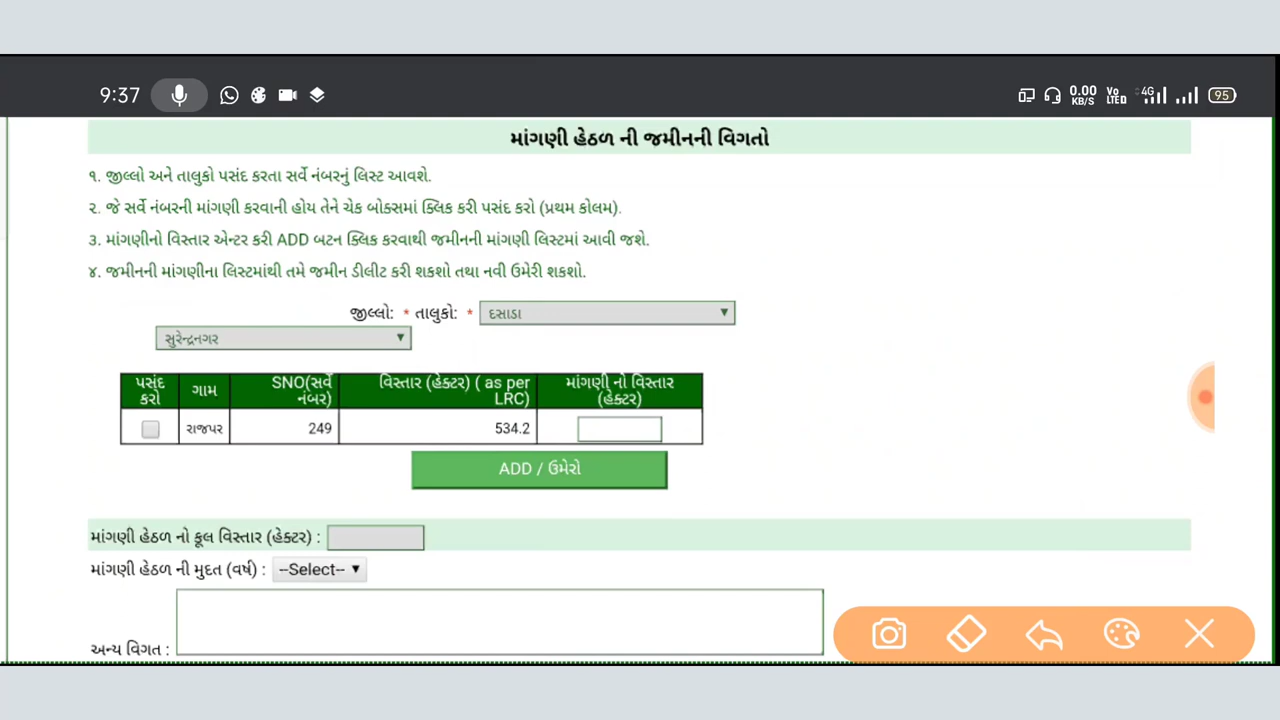 9:37
0.00 KB/S Vo LTE 4G 95
માંગણી હેઠળ ની જમીનની વિગતો
૧. જીલ્લો અને તાલુકો પસંદ કરતા સર્વે નંબરનું લિસ્ટ આવશે.
૨. જે સર્વે નંબરની માંગણી કરવાની હોય તેને ચેક બોક્સમાં ક્લિક કરી પસંદ કરો (પ્રથમ કોલમ).
૩. માંગણીનો વિસ્તાર એન્ટર કરી ADD બટન ક્લિક કરવાથી જમીનની માંગણી લિસ્ટમાં આવી જશે.
૪. જમીનની માંગણીના લિસ્ટમાંથી તમે જમીન ડીલીટ કરી શકશો તથા નવી ઉમેરી શકશો.
જીલ્લો: * તાલુકો: * દસાડા
સુરેન્દ્રનગર
પસંદ કરો ગામ SNO(સર્વે નંબર) વિસ્તાર (હેક્ટર) ( as per LRC) માંગણી નો વિસ્તાર (હેક્ટર)
રાજપર 249 534.2
ADD / ઉમેરો
માંગણી હેઠળ નો કૂલ વિસ્તાર (હેક્ટર) :
માંગણી હેઠળ ની મુદત (વર્ષ) : --Select--
અન્ય વિગત :